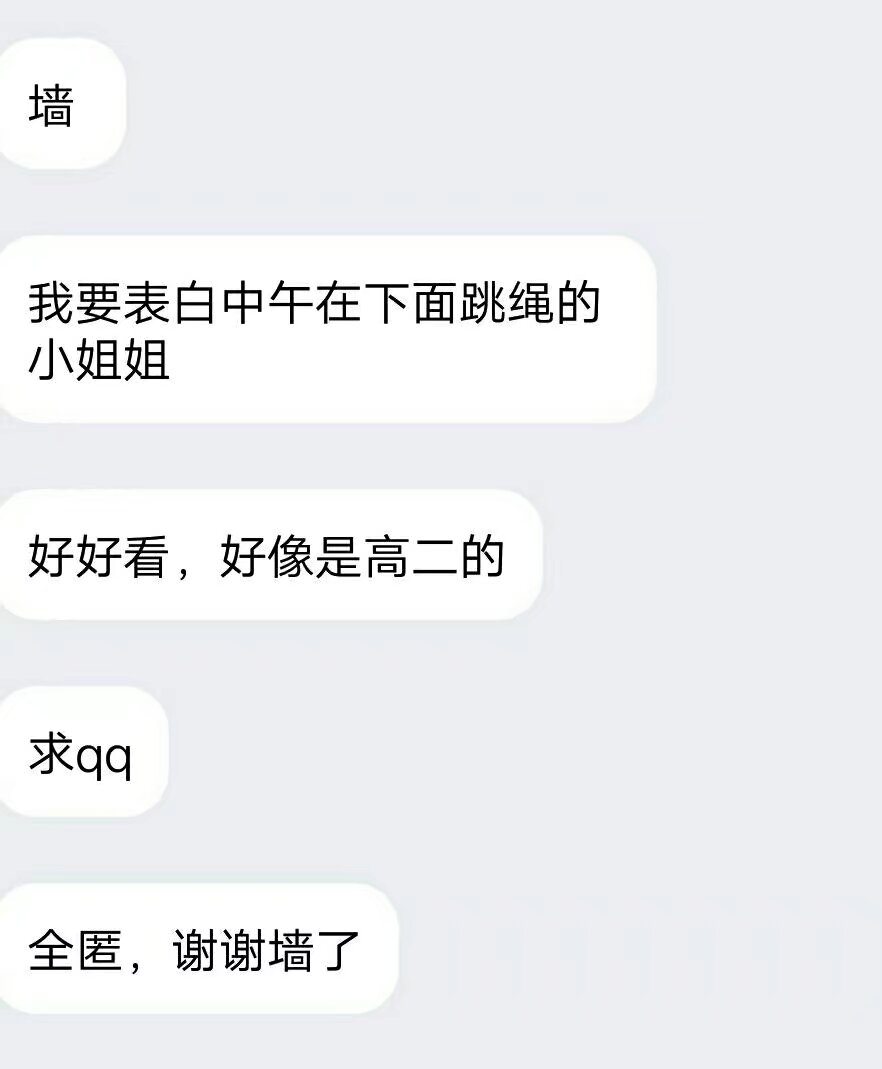 墙
我要表白中午在下面跳绳的
小姐姐
好好看，好像是高二的
求qq
全匿，谢谢墙了